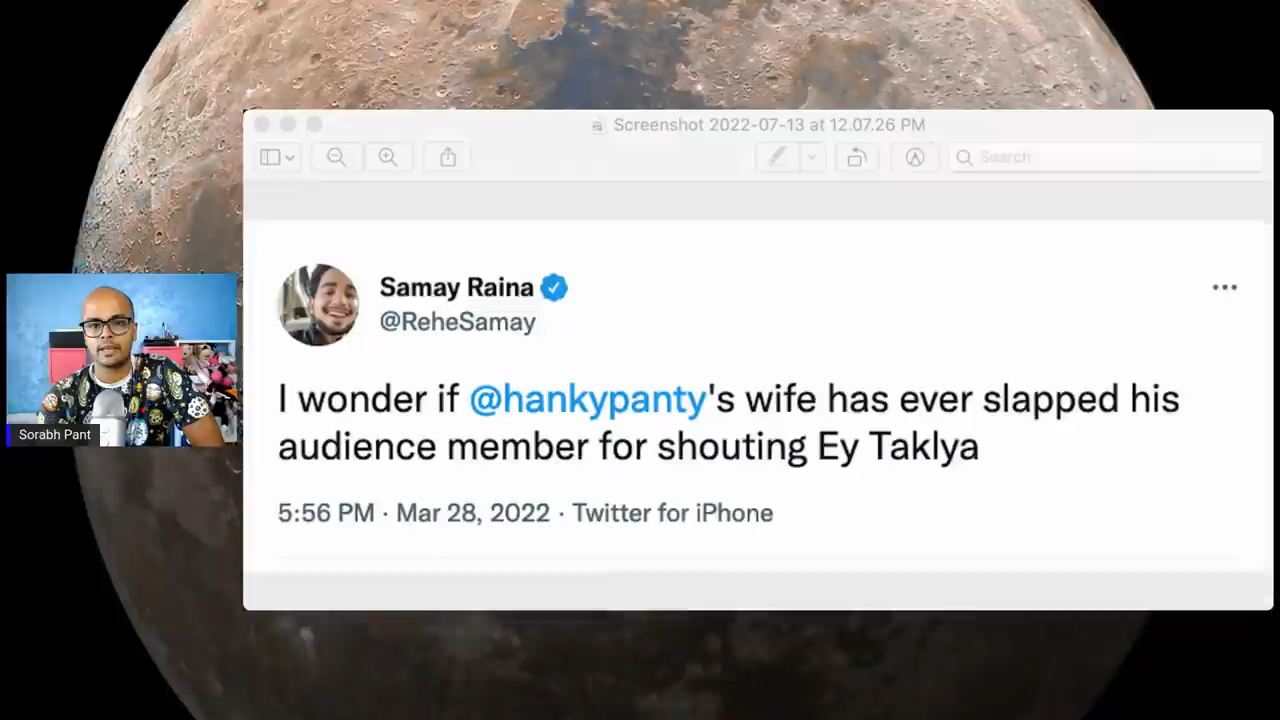 Screenshot 2022-07-13 at 12.07.26 PM
Search
Samay Raina
@ReheSamay
I wonder if @hankypanty's wife has ever slapped his
audience member for shouting Ey Taklya
5:56 PM · Mar 28, 2022 · Twitter for iPhone
Sorabh Pant